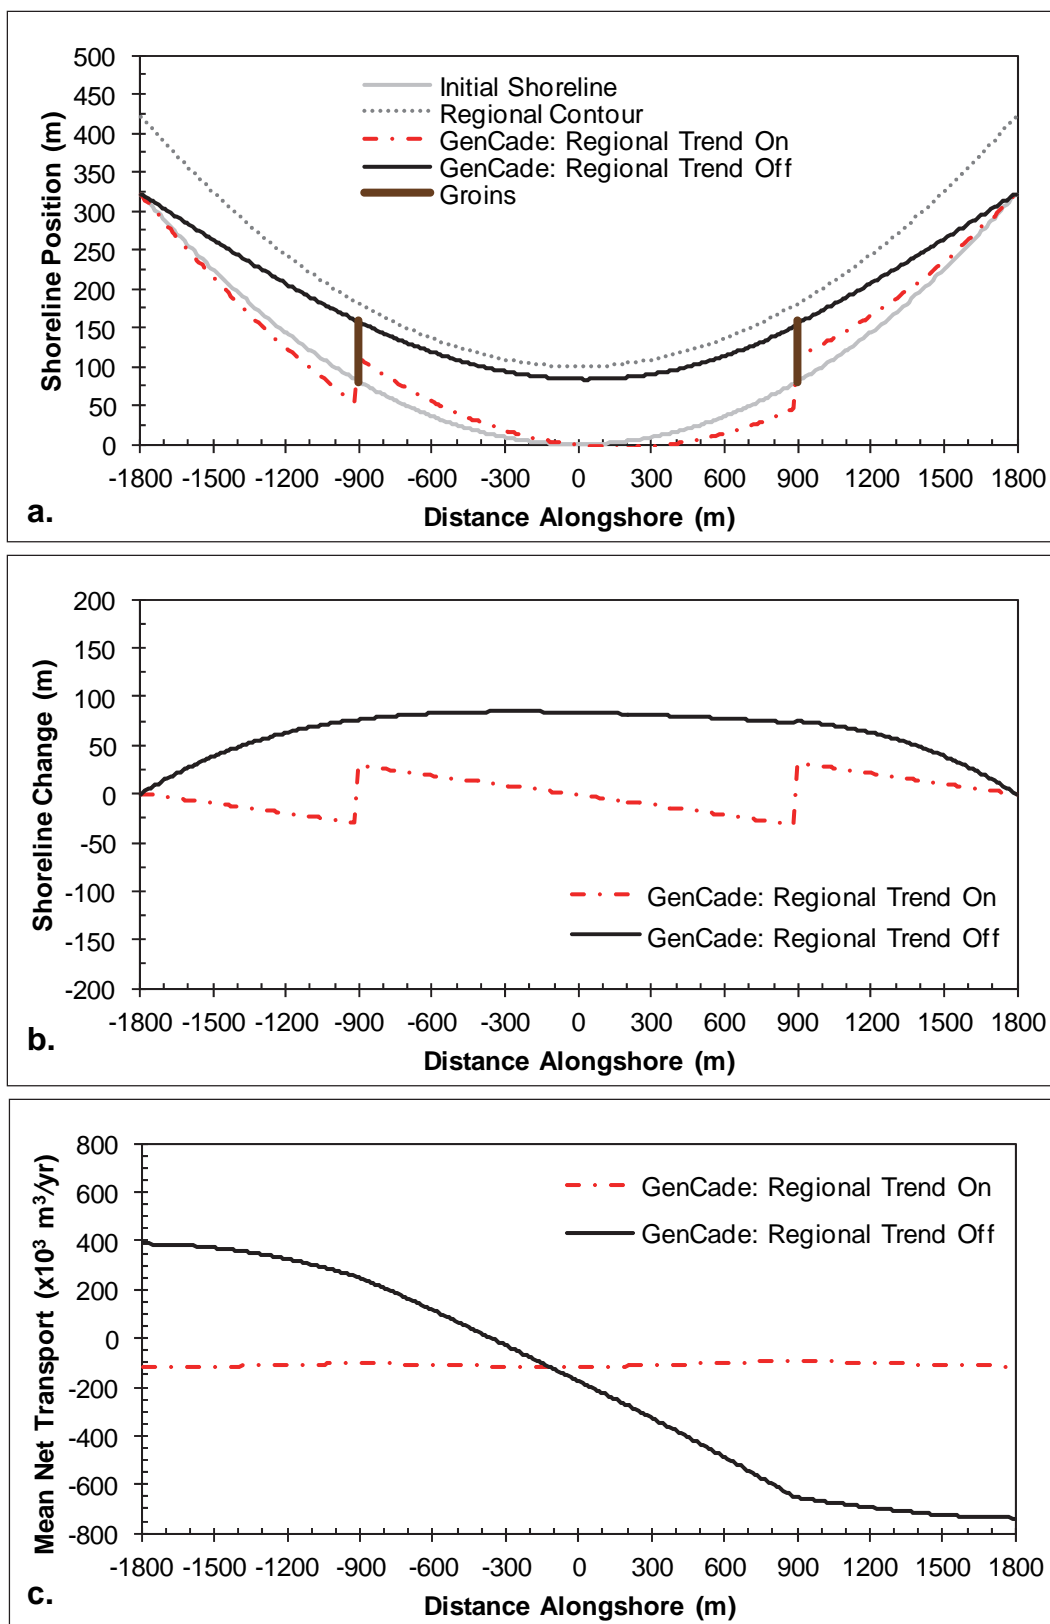 500
450
400
350
300
250
200
150
100
50
0
Shoreline Position (m)
Initial Shoreline
Regional Contour
GenCade: Regional Trend On
GenCade: Regional Trend Off
Groins
-1800 -1500 -1200 -900 -600 -300 0 300 600 900 1200 1500 1800
Distance Alongshore (m)
a.
200
150
100
50
0
-50
-100
-150
-200
Shoreline Change (m)
GenCade: Regional Trend On
GenCade: Regional Trend Off
-1800 -1500 -1200 -900 -600 -300 0 300 600 900 1200 1500 1800
Distance Alongshore (m)
b.
800
600
400
200
0
-200
-400
-600
-800
Mean Net Transport (x10³ m³/yr)
GenCade: Regional Trend On
GenCade: Regional Trend Off
-1800 -1500 -1200 -900 -600 -300 0 300 600 900 1200 1500 1800
Distance Alongshore (m)
c.